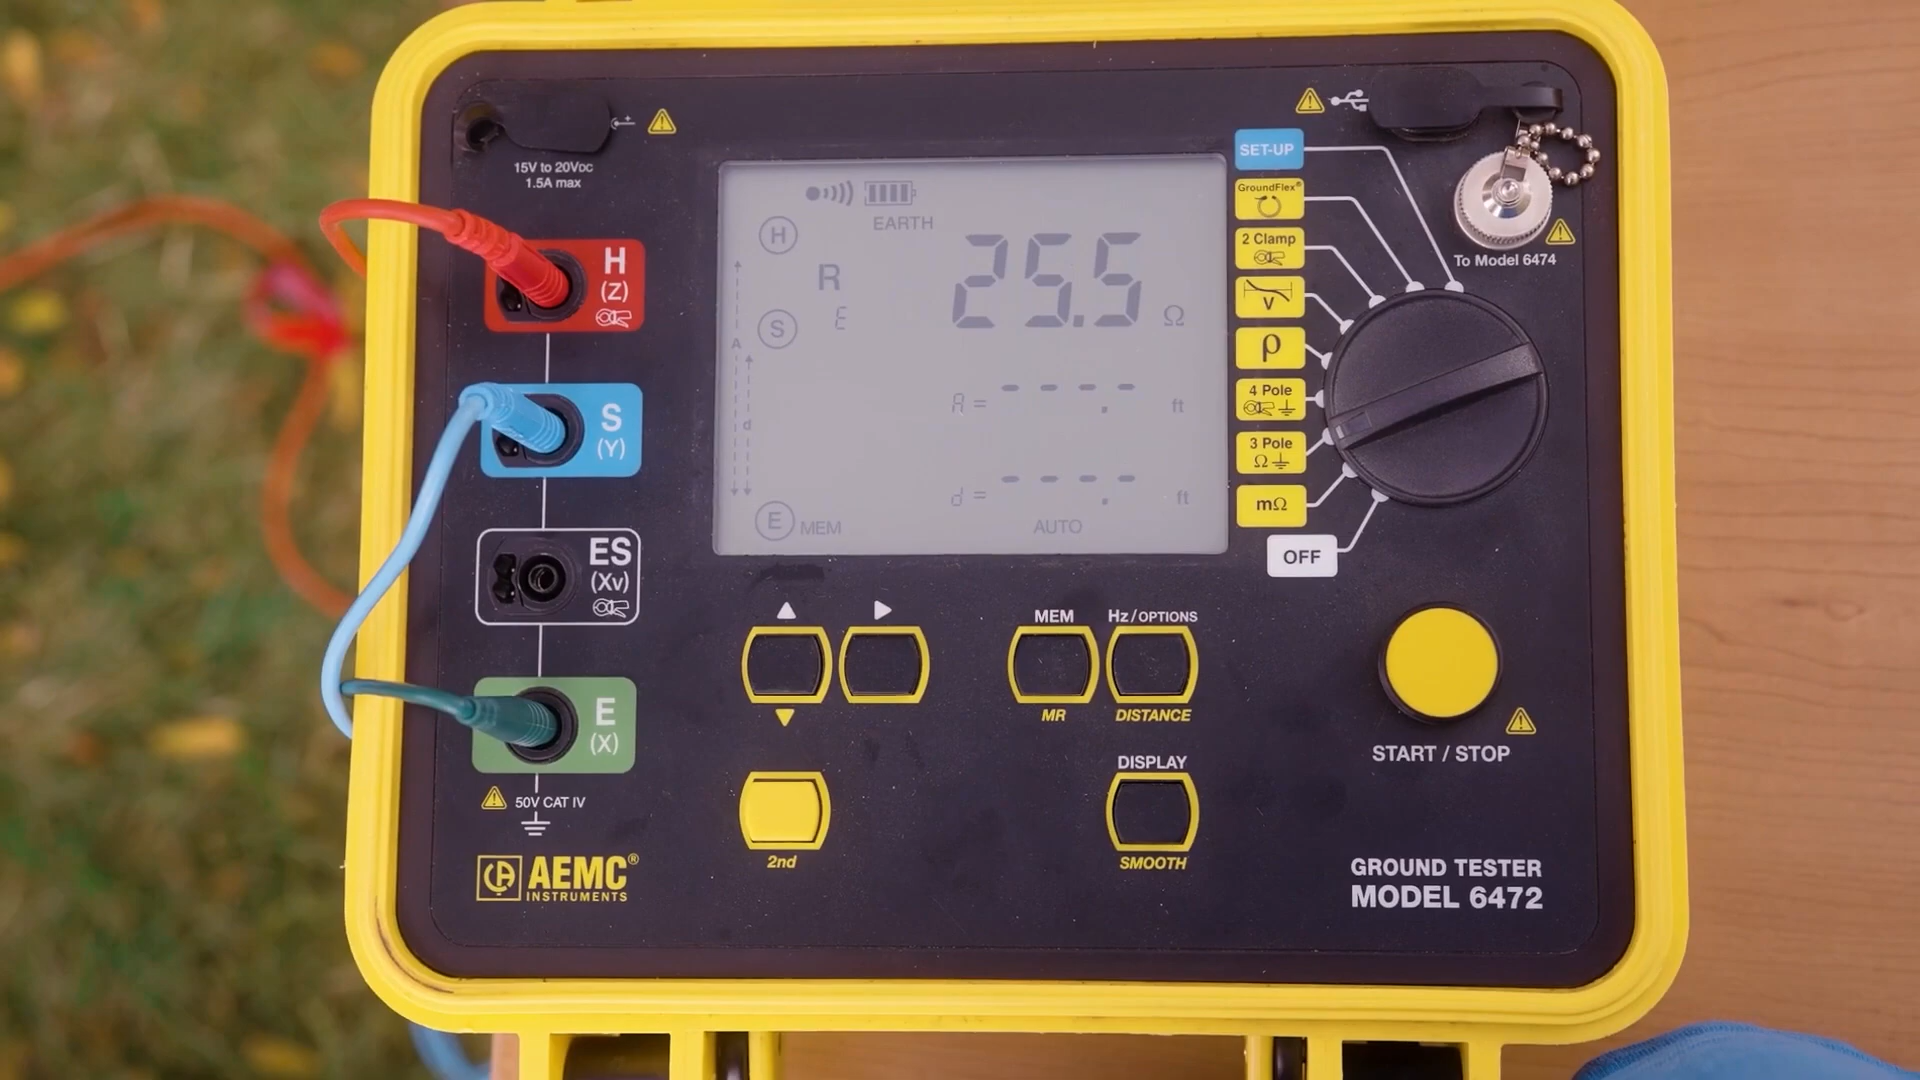 15V to 20VDC
1.5A max
H
(Z)
S
(Y)
ES
(Xv)
E
(X)
50V CAT IV
AEMC®
INSTRUMENTS
EARTH
H
R
E
25.5 Ω
S
A
d
A = - - - -. ft
d = - - - -. ft
E MEM
AUTO
SET-UP
GroundFlex®
2 Clamp
V
ρ
4 Pole
3 Pole
Ω
mΩ
OFF
To Model 6474
MEM
MR
Hz/OPTIONS
DISTANCE
2nd
DISPLAY
SMOOTH
START / STOP
GROUND TESTER
MODEL 6472